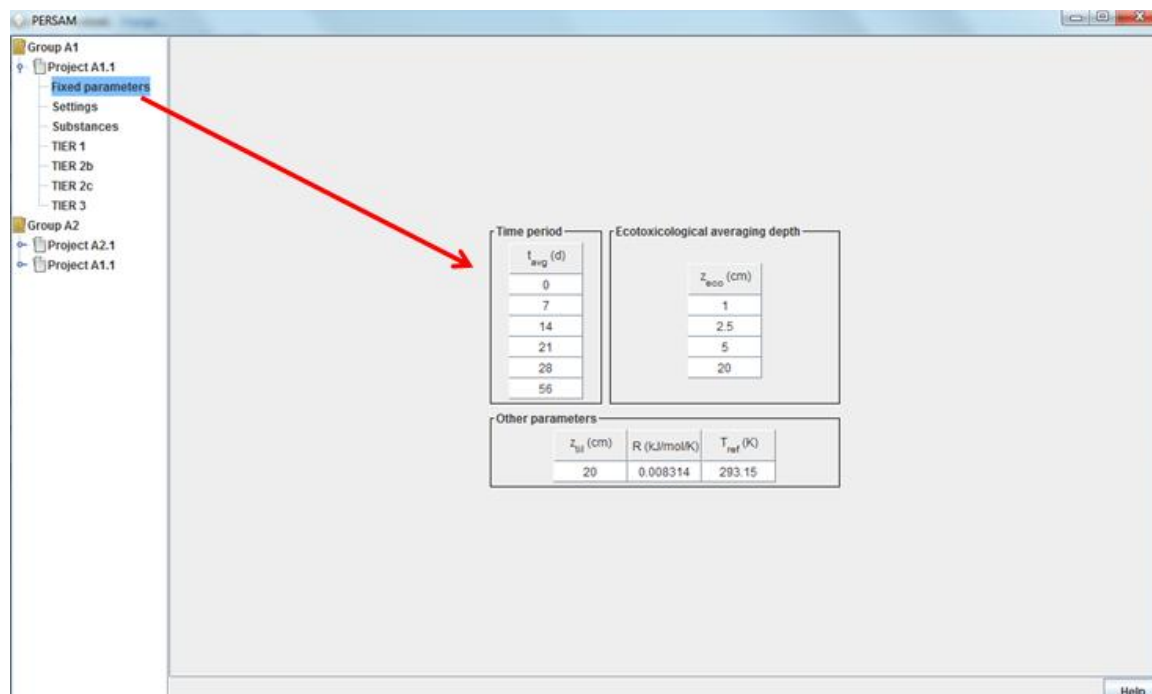 PERSAM
Group A1
Project A1.1
Fixed parameters
Settings
Substances
TIER 1
TIER 2b
TIER 2c
TIER 3
Group A2
Project A2.1
Project A1.1
Time period
t_avg (d)
0
7
14
21
28
56
Ecotoxicological averaging depth
z_eco (cm)
1
2.5
5
20
Other parameters
z_til (cm) R (kJ/mol/K) T_ref (K)
20 0.008314 293.15
Help